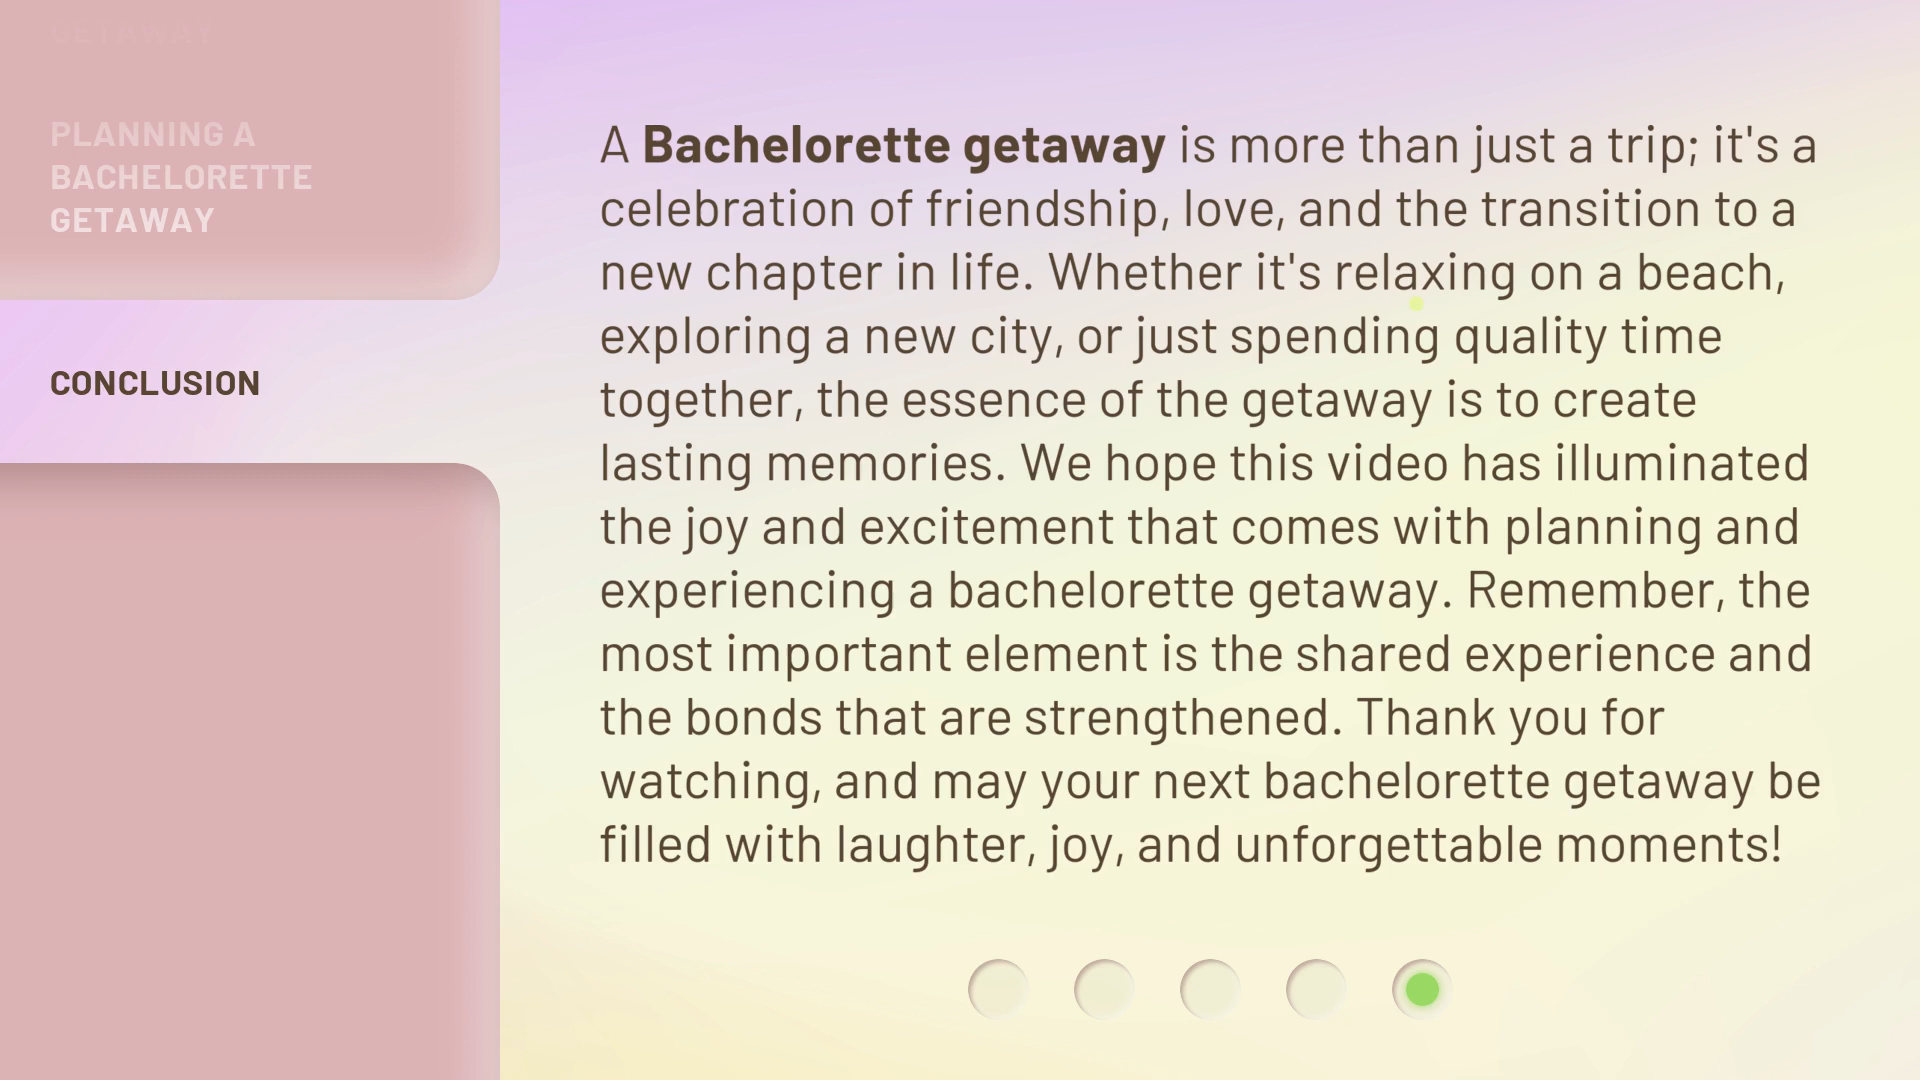 GETAWAY
PLANNING A
BACHELORETTE
GETAWAY
CONCLUSION
A Bachelorette getaway is more than just a trip; it's a
celebration of friendship, love, and the transition to a
new chapter in life. Whether it's relaxing on a beach,
exploring a new city, or just spending quality time
together, the essence of the getaway is to create
lasting memories. We hope this video has illuminated
the joy and excitement that comes with planning and
experiencing a bachelorette getaway. Remember, the
most important element is the shared experience and
the bonds that are strengthened. Thank you for
watching, and may your next bachelorette getaway be
filled with laughter, joy, and unforgettable moments!